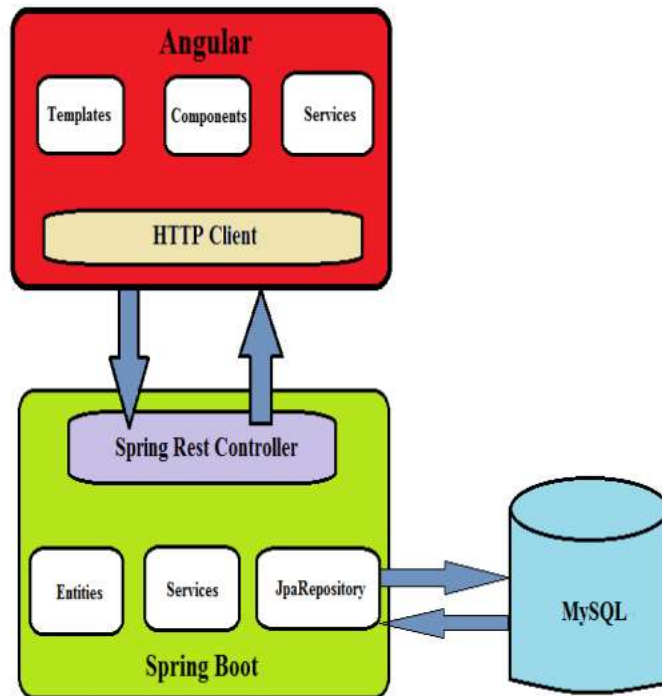 Angular
Templates
Components
Services
HTTP Client
Spring Rest Controller
Entities
Services
JpaRepository
MySQL
Spring Boot